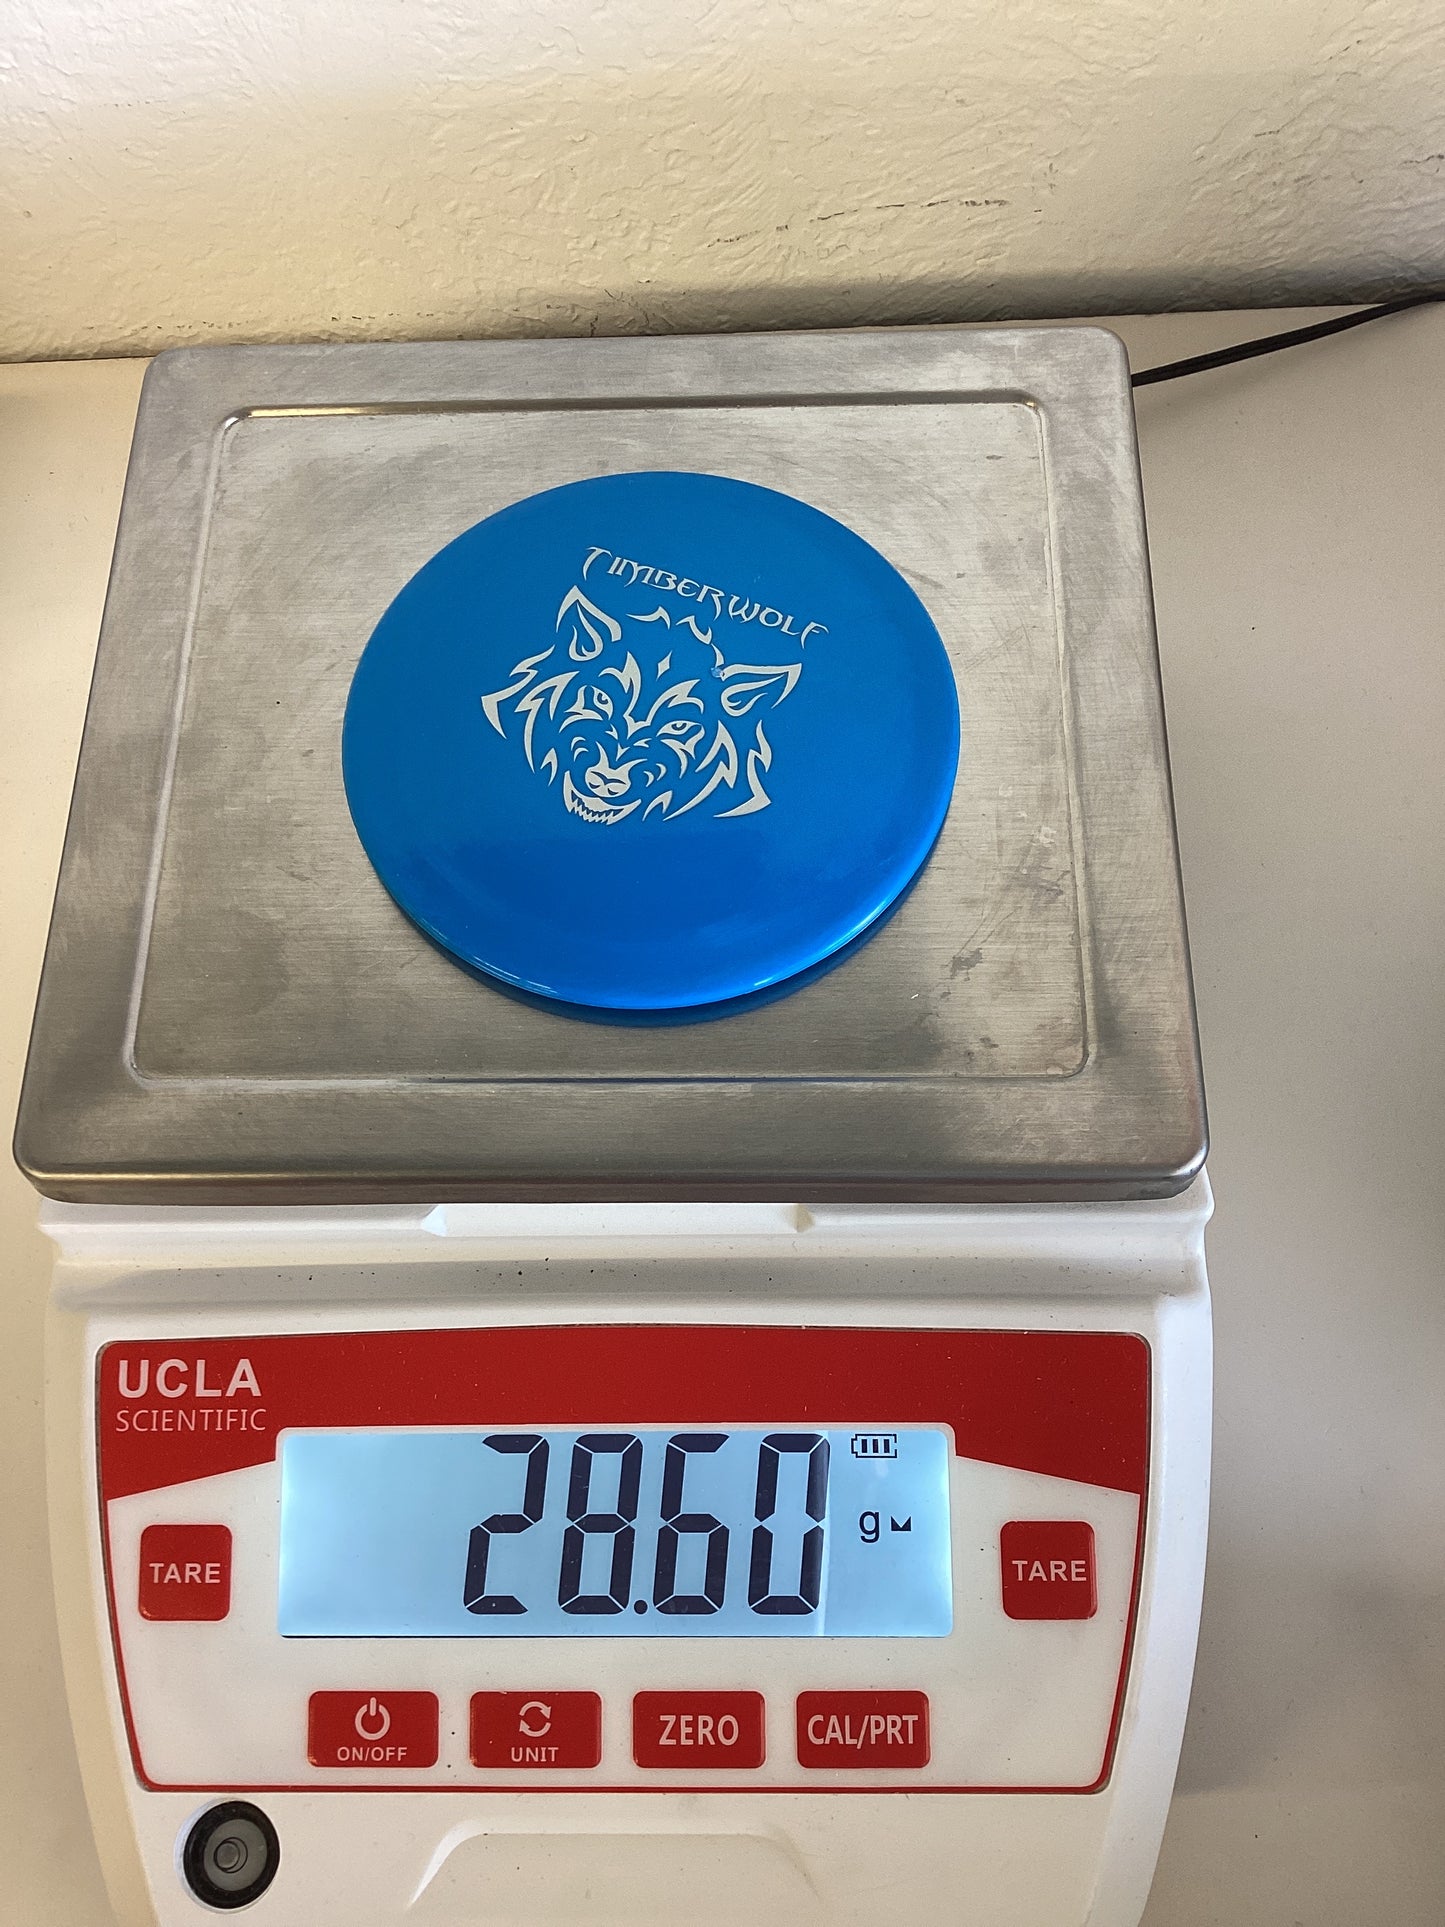 TIMBERWOLF
UCLA
SCIENTIFIC
28.60 g
TARE
TARE
ON/OFF
UNIT
ZERO
CAL/PRT